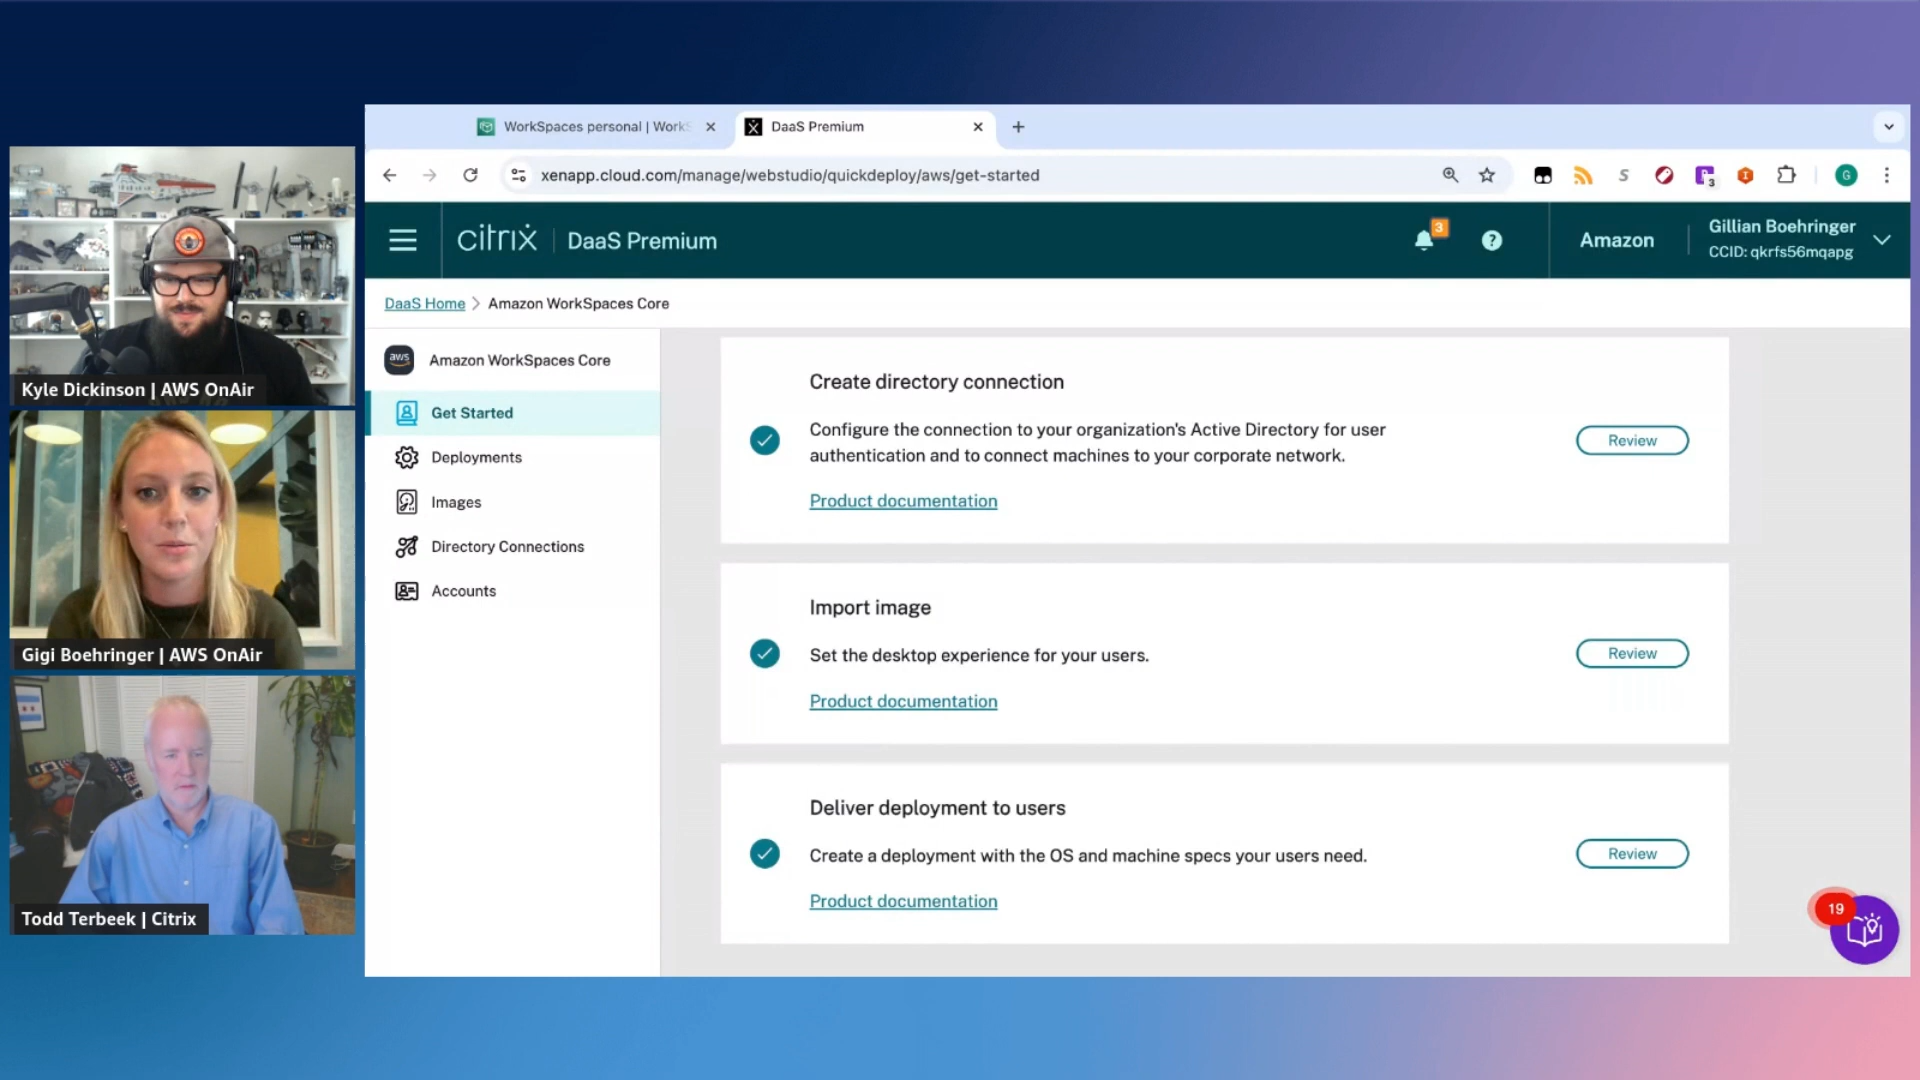 WorkSpaces personal | Work
DaaS Premium
xenapp.cloud.com/manage/webstudio/quickdeploy/aws/get-started
S
3
G
citrix
DaaS Premium
3
?
Amazon
Gillian Boehringer
CCID: qkrfs56mqapg
DaaS Home > Amazon WorkSpaces Core
aws
Amazon WorkSpaces Core
Get Started
Deployments
Images
Directory Connections
Accounts
Create directory connection
Configure the connection to your organization's Active Directory for user
authentication and to connect machines to your corporate network.
Product documentation
Review
Import image
Set the desktop experience for your users.
Product documentation
Review
Deliver deployment to users
Create a deployment with the OS and machine specs your users need.
Product documentation
Review
19
Kyle Dickinson | AWS OnAir
Gigi Boehringer | AWS OnAir
Todd Terbeek | Citrix